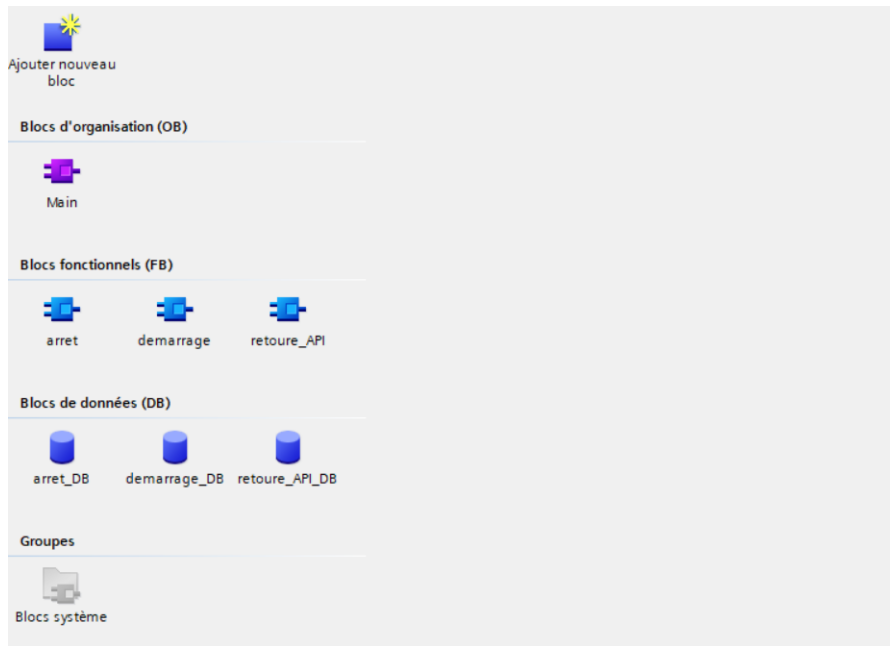 Ajouter nouveau
bloc
Blocs d'organisation (OB)
Main
Blocs fonctionnels (FB)
arret demarrage retoure_API
Blocs de données (DB)
arret_DB demarrage_DB retoure_API_DB
Groupes
Blocs système